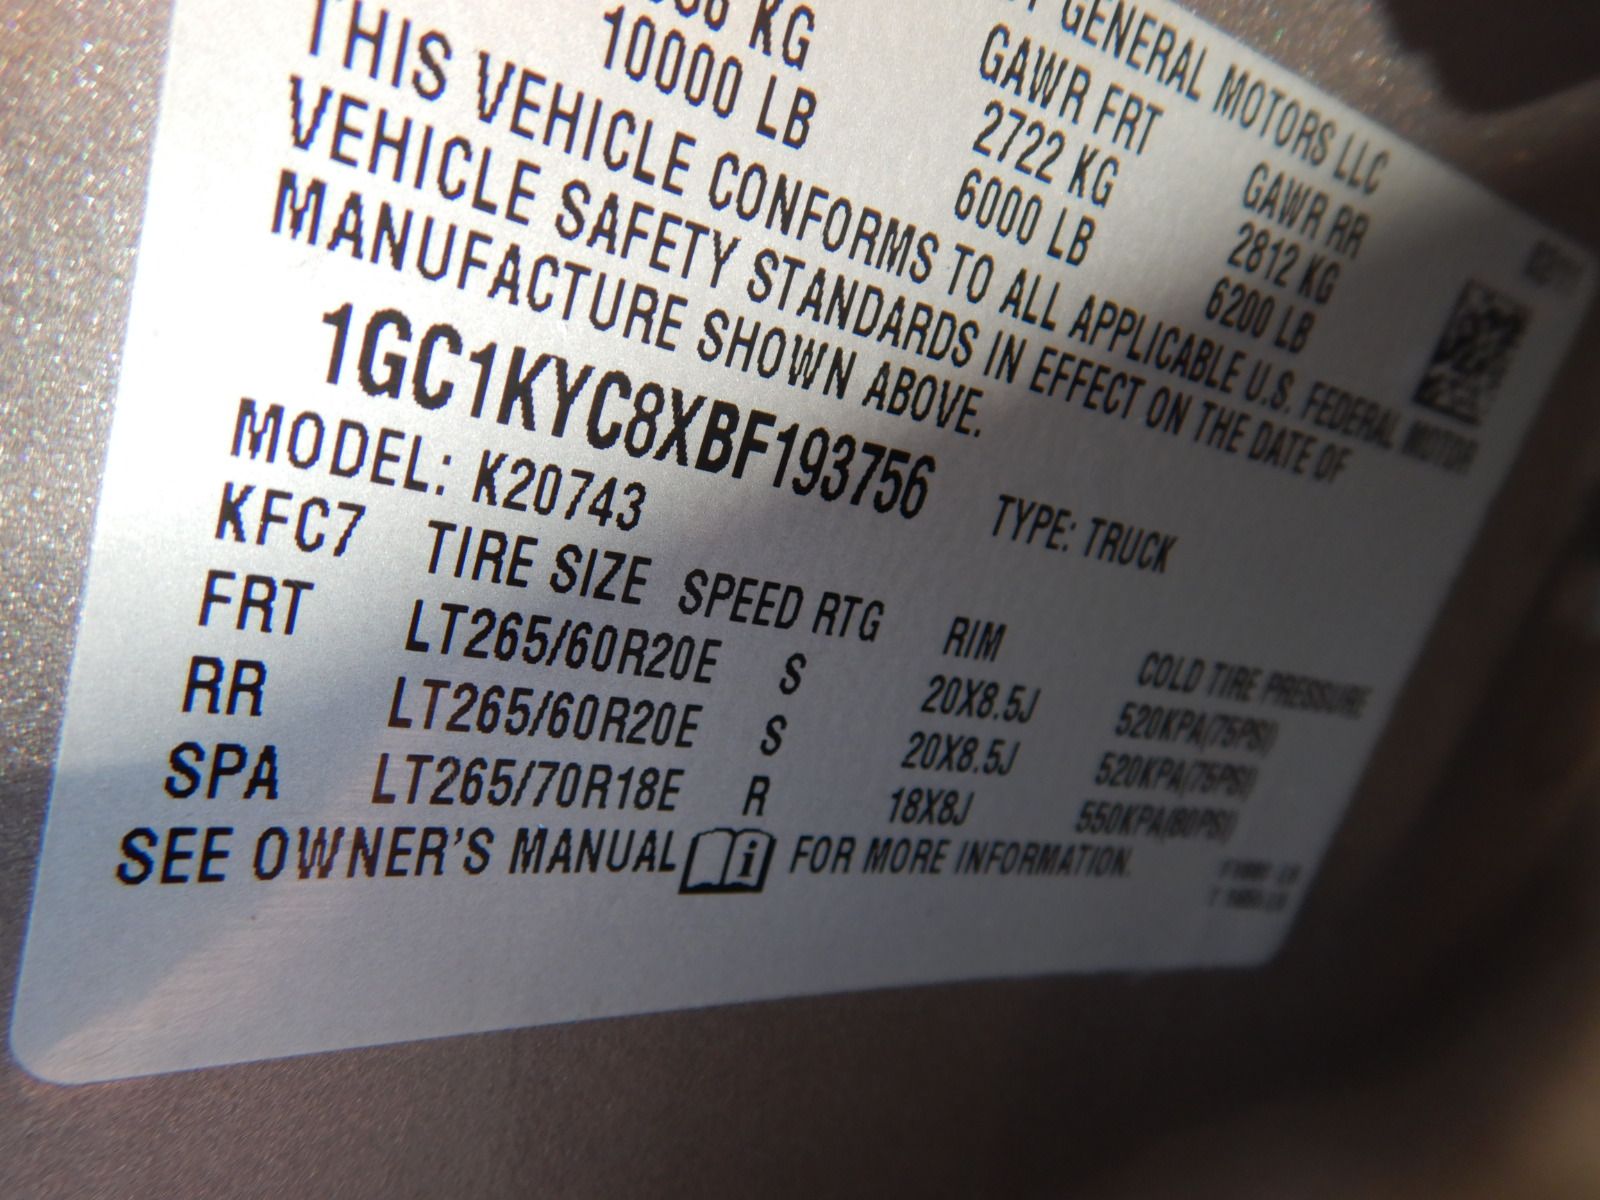 GENERAL MOTORS LLC
KG GAWR FRT GAWR RR
10000 LB 2722 KG 2812 KG
6000 LB 6200 LB
THIS VEHICLE CONFORMS TO ALL APPLICABLE U.S. FEDERAL MOTOR
VEHICLE SAFETY STANDARDS IN EFFECT ON THE DATE OF
MANUFACTURE SHOWN ABOVE.
1GC1KYC8XBF193756 TYPE: TRUCK
MODEL: K20743
KFC7 TIRE SIZE SPEED RTG RIM COLD TIRE PRESSURE
FRT LT265/60R20E S 20X8.5J 520KPA(75PSI)
RR LT265/60R20E S 20X8.5J 520KPA(75PSI)
SPA LT265/70R18E R 18X8J 550KPA(80PSI)
SEE OWNER'S MANUAL i FOR MORE INFORMATION.